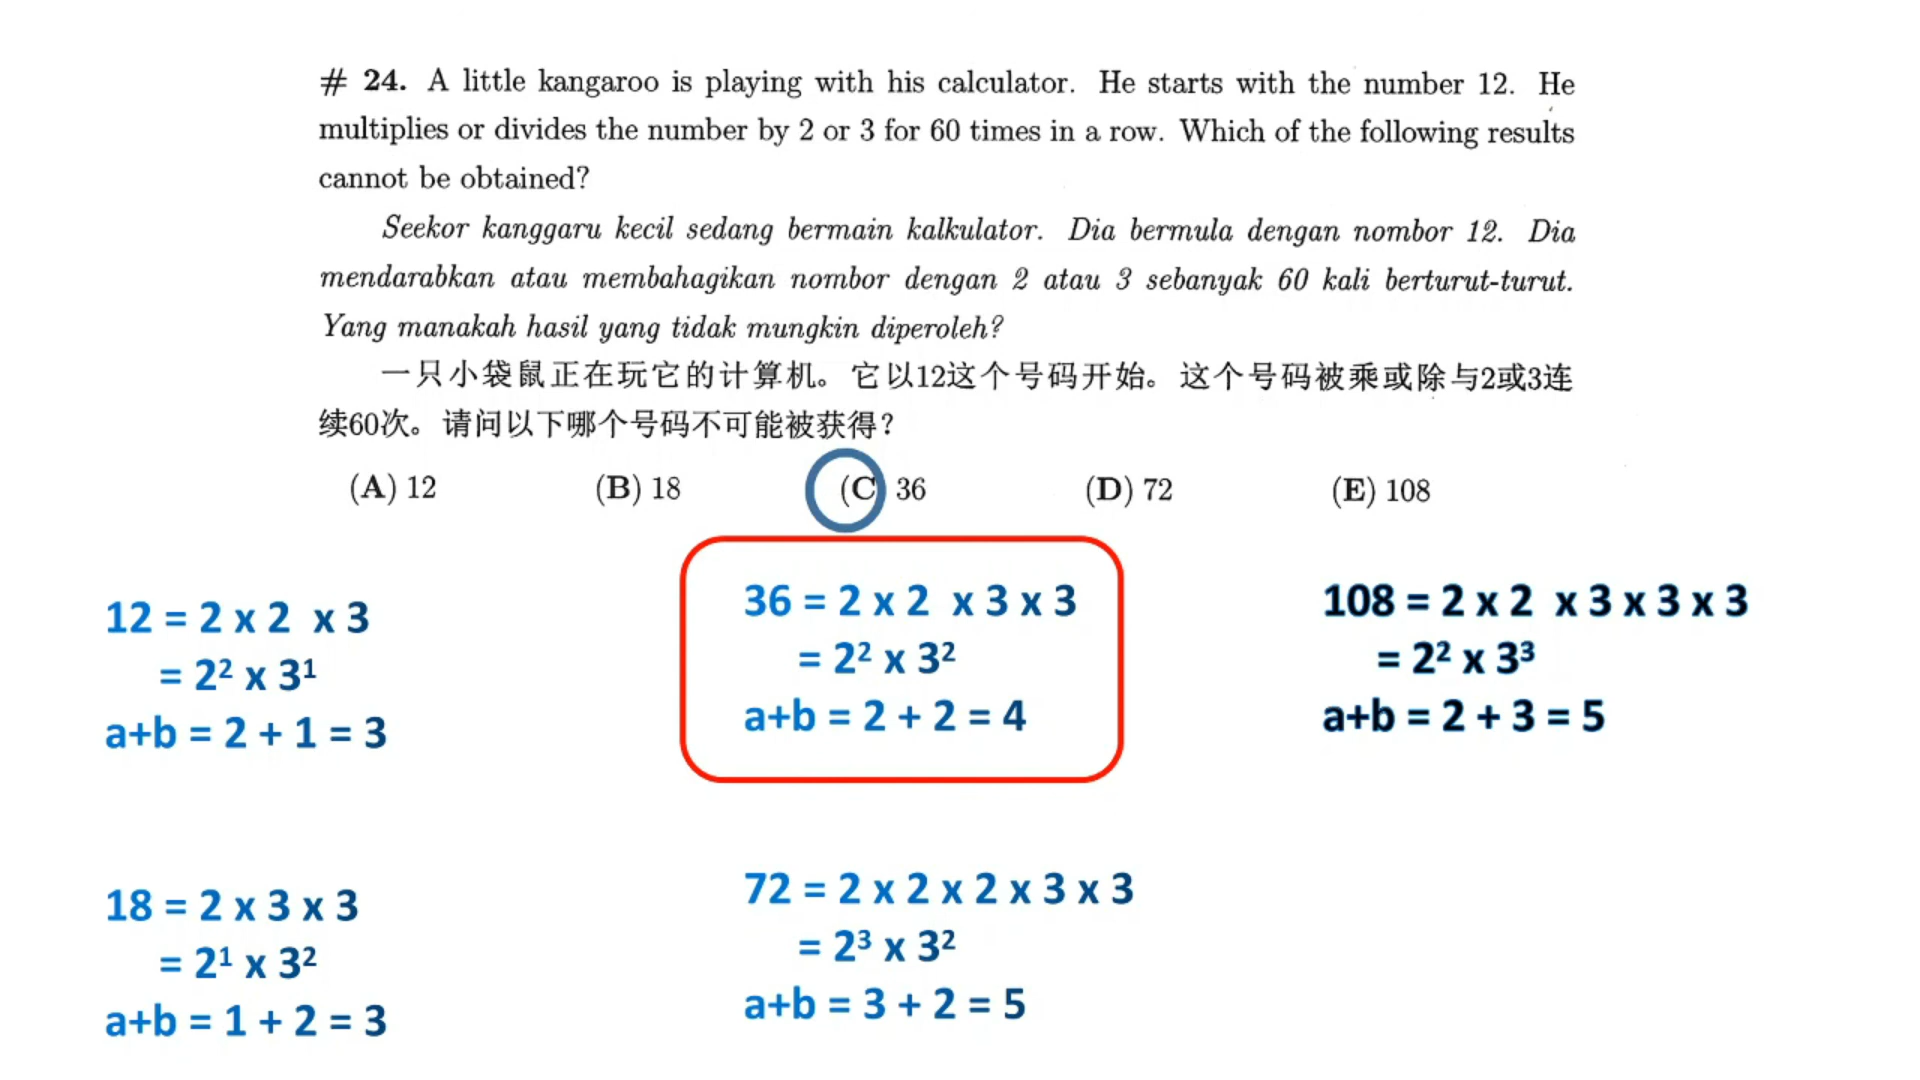 # 24. A little kangaroo is playing with his calculator. He starts with the number 12. He
multiplies or divides the number by 2 or 3 for 60 times in a row. Which of the following results
cannot be obtained?
Seekor kanggaru kecil sedang bermain kalkulator. Dia bermula dengan nombor 12. Dia
mendarabkan atau membahagikan nombor dengan 2 atau 3 sebanyak 60 kali berturut-turut.
Yang manakah hasil yang tidak mungkin diperoleh?
一只小袋鼠正在玩它的计算机。它以12这个号码开始。这个号码被乘或除与2或3连
续60次。请问以下哪个号码不可能被获得?
(A) 12 (B) 18 (C) 36 (D) 72 (E) 108
12 = 2 x 2 x 3
= 2² x 3¹
a+b = 2 + 1 = 3
36 = 2 x 2 x 3 x 3
= 2² x 3²
a+b = 2 + 2 = 4
108 = 2 x 2 x 3 x 3 x 3
= 2² x 3³
a+b = 2 + 3 = 5
18 = 2 x 3 x 3
= 2¹ x 3²
a+b = 1 + 2 = 3
72 = 2 x 2 x 2 x 3 x 3
= 2³ x 3²
a+b = 3 + 2 = 5